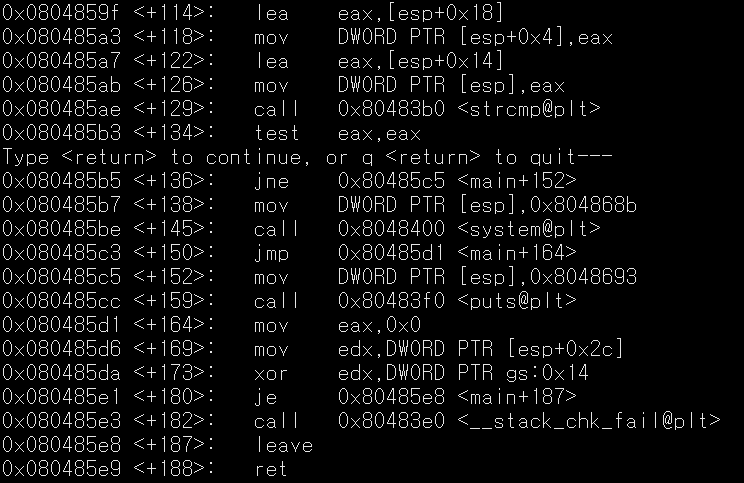 0x0804859f <+114>: lea eax,[esp+0x18]
0x080485a3 <+118>: mov DWORD PTR [esp+0x4],eax
0x080485a7 <+122>: lea eax,[esp+0x14]
0x080485ab <+126>: mov DWORD PTR [esp],eax
0x080485ae <+129>: call 0x80483b0 <strcmp@plt>
0x080485b3 <+134>: test eax,eax
Type <return> to continue, or q <return> to quit---
0x080485b5 <+136>: jne 0x80485c5 <main+152>
0x080485b7 <+138>: mov DWORD PTR [esp],0x804868b
0x080485be <+145>: call 0x8048400 <system@plt>
0x080485c3 <+150>: jmp 0x80485d1 <main+164>
0x080485c5 <+152>: mov DWORD PTR [esp],0x8048693
0x080485cc <+159>: call 0x80483f0 <puts@plt>
0x080485d1 <+164>: mov eax,0x0
0x080485d6 <+169>: mov edx,DWORD PTR [esp+0x2c]
0x080485da <+173>: xor edx,DWORD PTR gs:0x14
0x080485e1 <+180>: je 0x80485e8 <main+187>
0x080485e3 <+182>: call 0x80483e0 <__stack_chk_fail@plt>
0x080485e8 <+187>: leave
0x080485e9 <+188>: ret